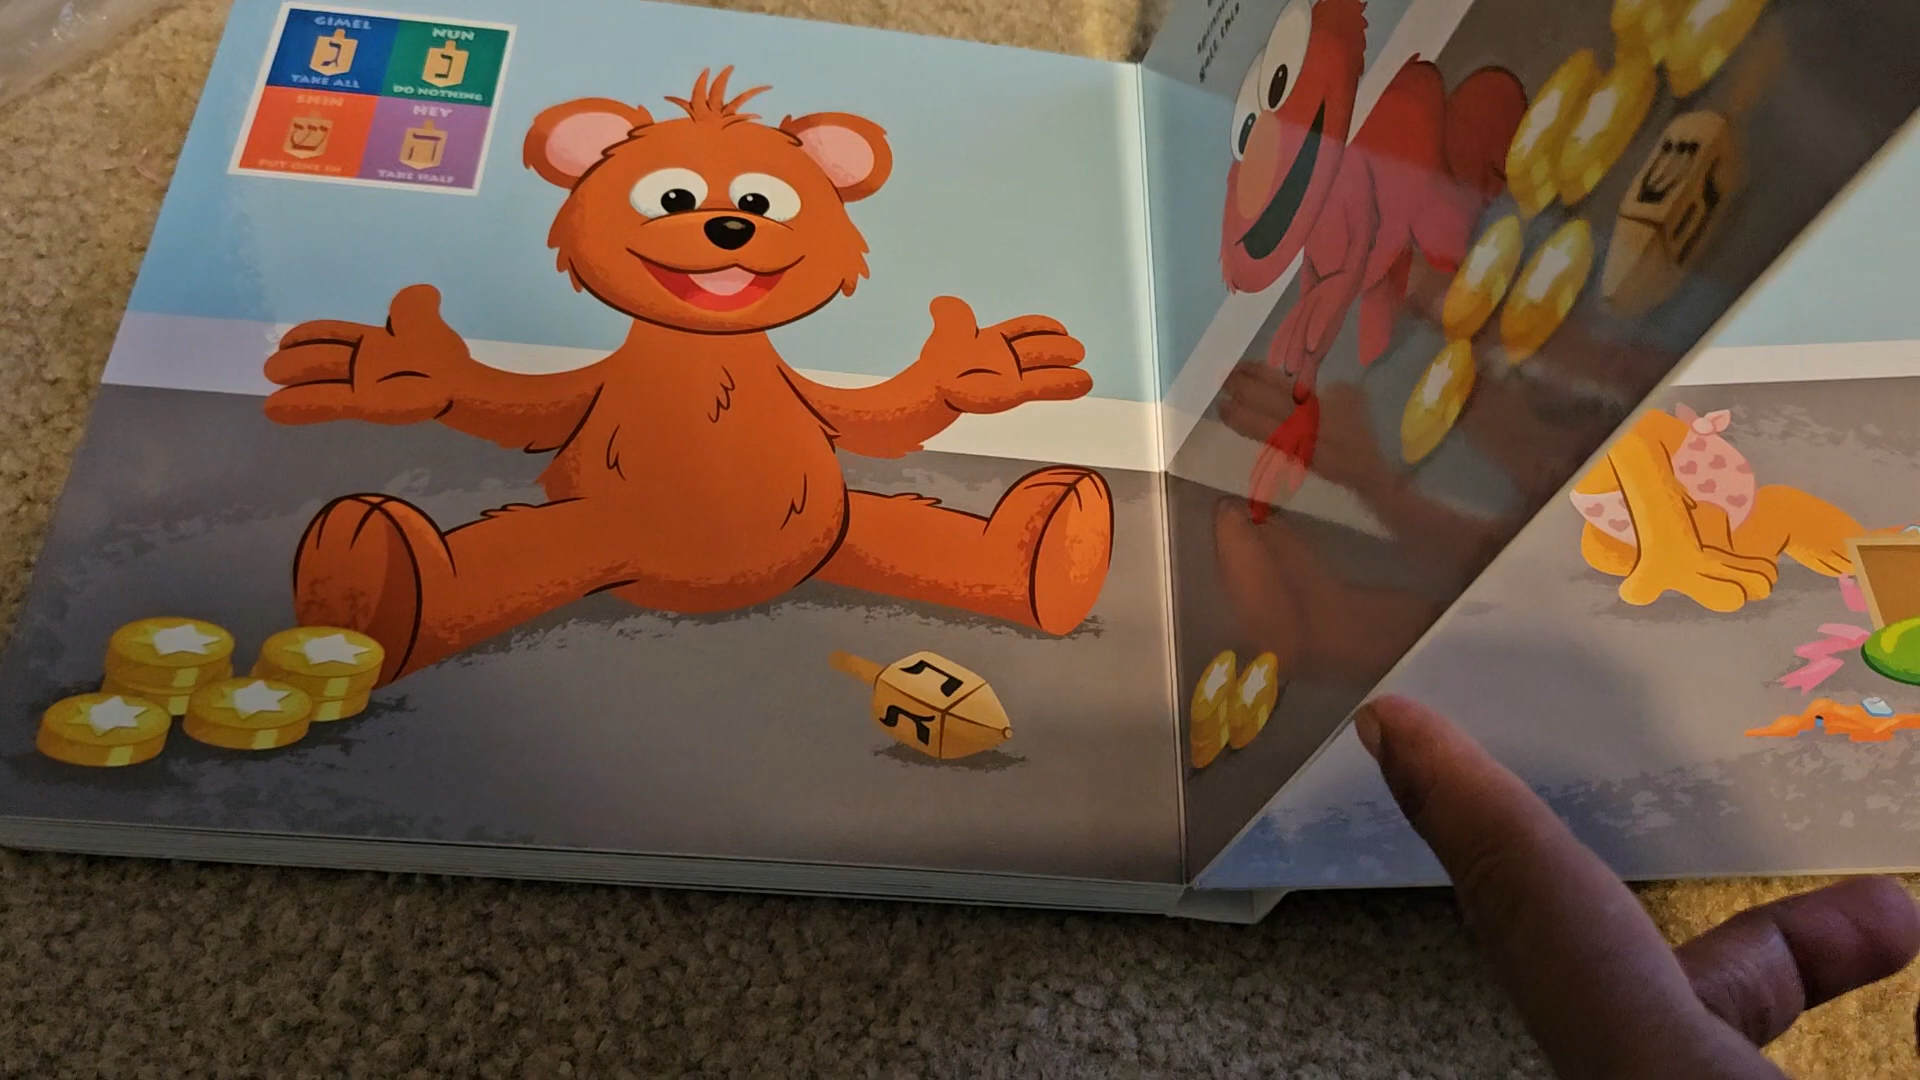 GIMEL
ג
TAKE ALL
NUN
נ
DO NOTHING
SHIN
ש
PUT ONE IN
HEY
ה
TAKE HALF
ש